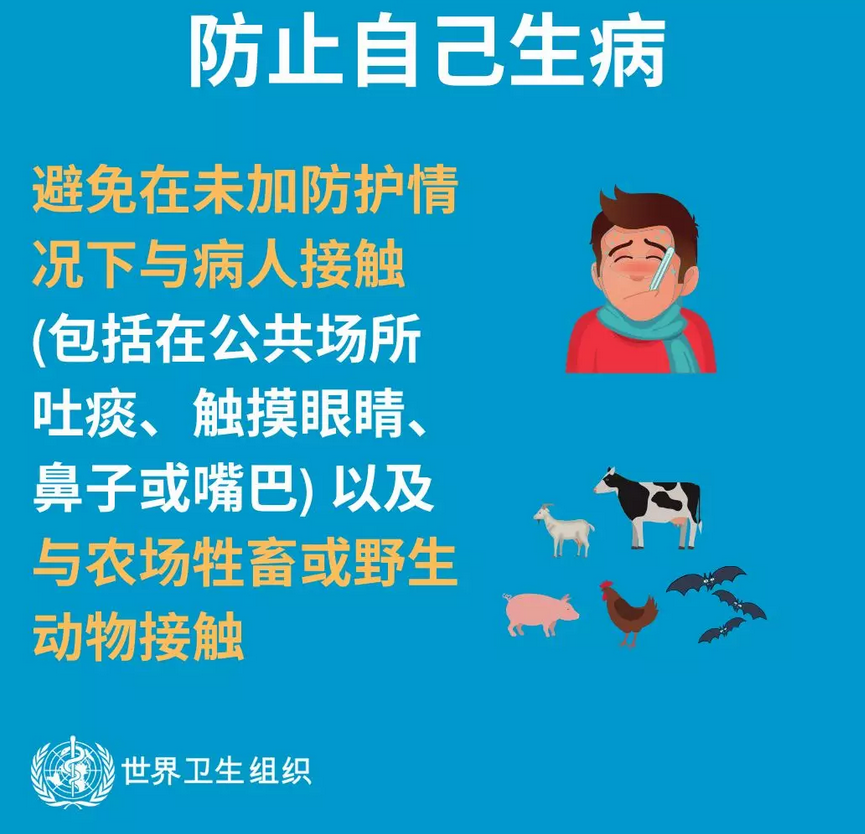 防止自己生病
避免在未加防护情
况下与病人接触
(包括在公共场所
吐痰、触摸眼睛、
鼻子或嘴巴) 以及
与农场牲畜或野生
动物接触
世界卫生组织